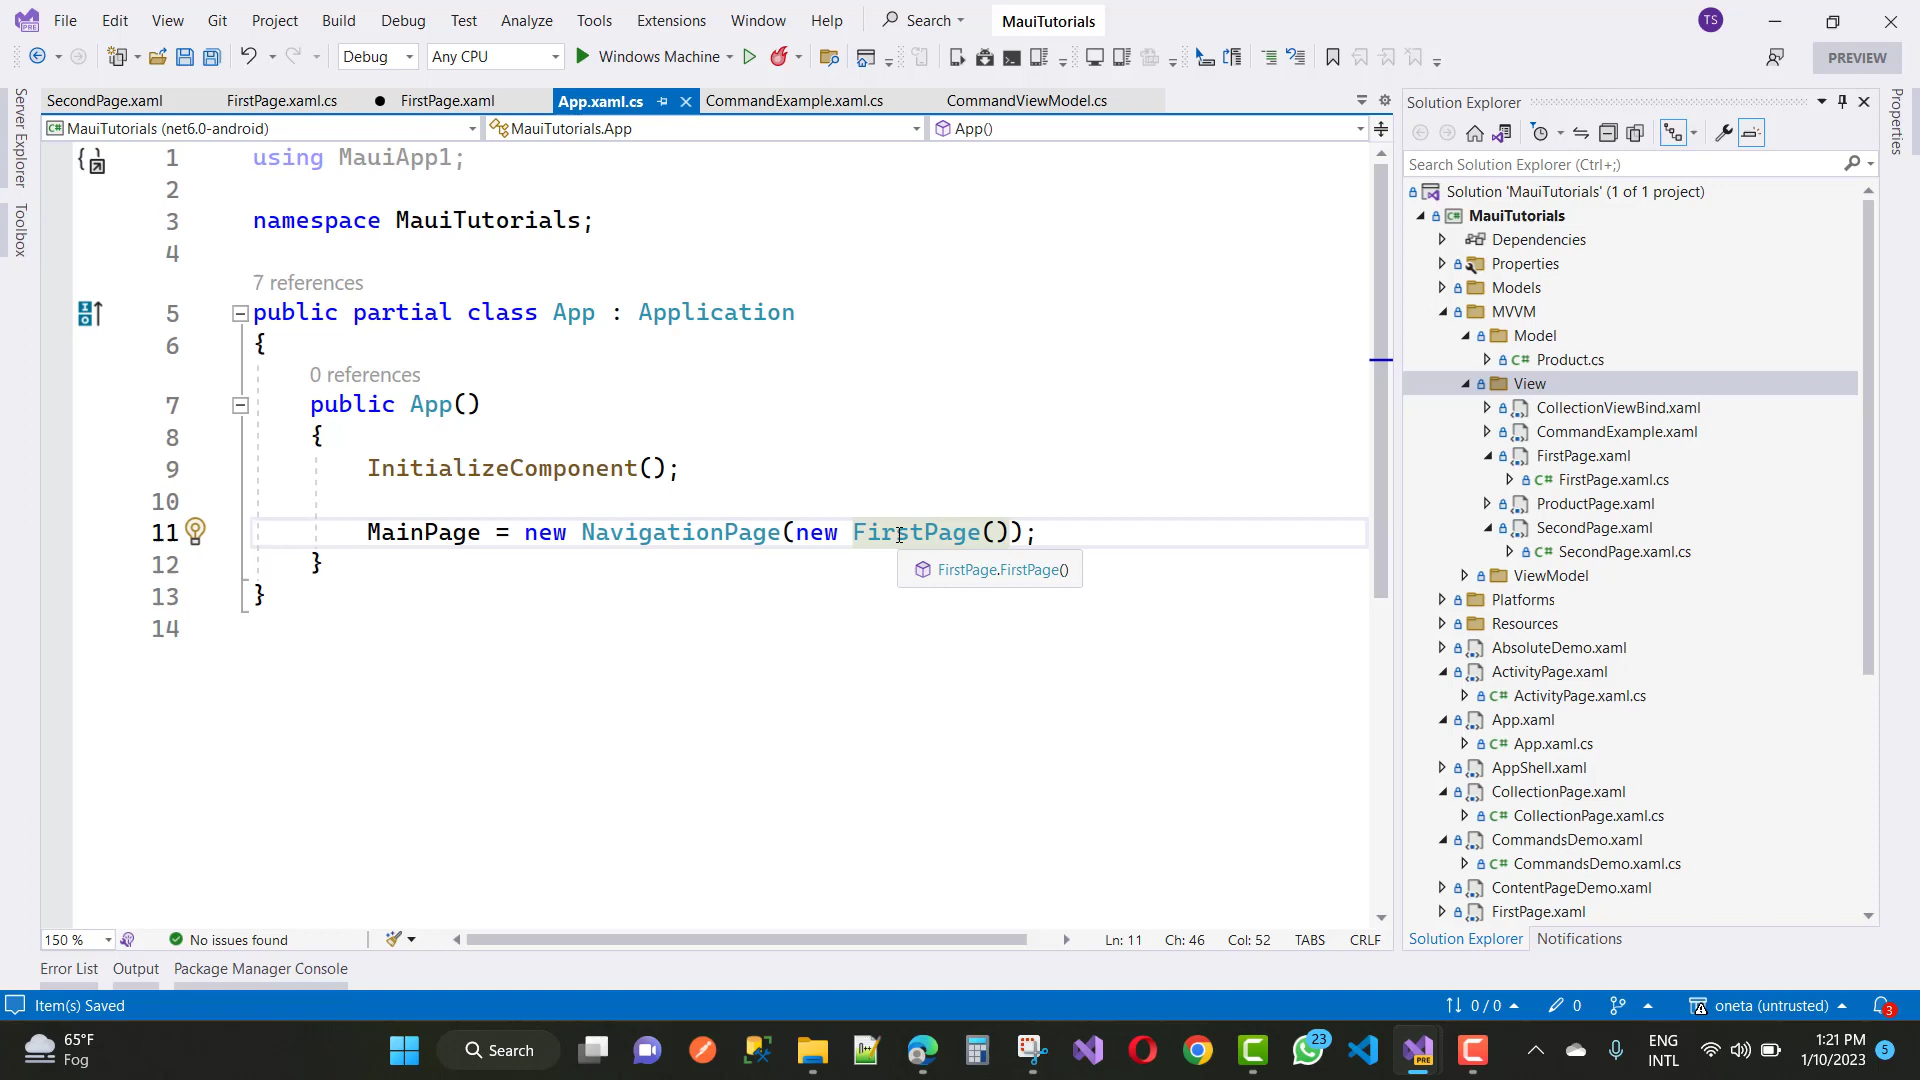 File Edit View Git Project Build Debug Test Analyze Tools Extensions Window Help Search MauiTutorials TS
Debug Any CPU Windows Machine PREVIEW
SecondPage.xaml FirstPage.xaml.cs FirstPage.xaml App.xaml.cs CommandExample.xaml.cs CommandViewModel.cs
MauiTutorials (net6.0-android) MauiTutorials.App App()
Server Explorer
Toolbox
1 using MauiApp1;
2
3 namespace MauiTutorials;
4
7 references
5 public partial class App : Application
6 {
0 references
7 public App()
8 {
9 InitializeComponent();
10
11 MainPage = new NavigationPage(new FirstPage());
FirstPage.FirstPage()
12 }
13 }
14
150 % No issues found Ln: 11 Ch: 46 Col: 52 TABS CRLF
Error List Output Package Manager Console
Solution Explorer
Search Solution Explorer (Ctrl+;)
Solution 'MauiTutorials' (1 of 1 project)
MauiTutorials
Dependencies
Properties
Models
MVVM
Model
C# Product.cs
View
CollectionViewBind.xaml
CommandExample.xaml
FirstPage.xaml
C# FirstPage.xaml.cs
ProductPage.xaml
SecondPage.xaml
C# SecondPage.xaml.cs
ViewModel
Platforms
Resources
AbsoluteDemo.xaml
ActivityPage.xaml
C# ActivityPage.xaml.cs
App.xaml
C# App.xaml.cs
AppShell.xaml
CollectionPage.xaml
C# CollectionPage.xaml.cs
CommandsDemo.xaml
C# CommandsDemo.xaml.cs
ContentPageDemo.xaml
FirstPage.xaml
Solution Explorer Notifications
Properties
Item(s) Saved 0 / 0 0 oneta (untrusted) 3
65°F
Fog
Search
23
ENG
INTL
1:21 PM
1/10/2023
5